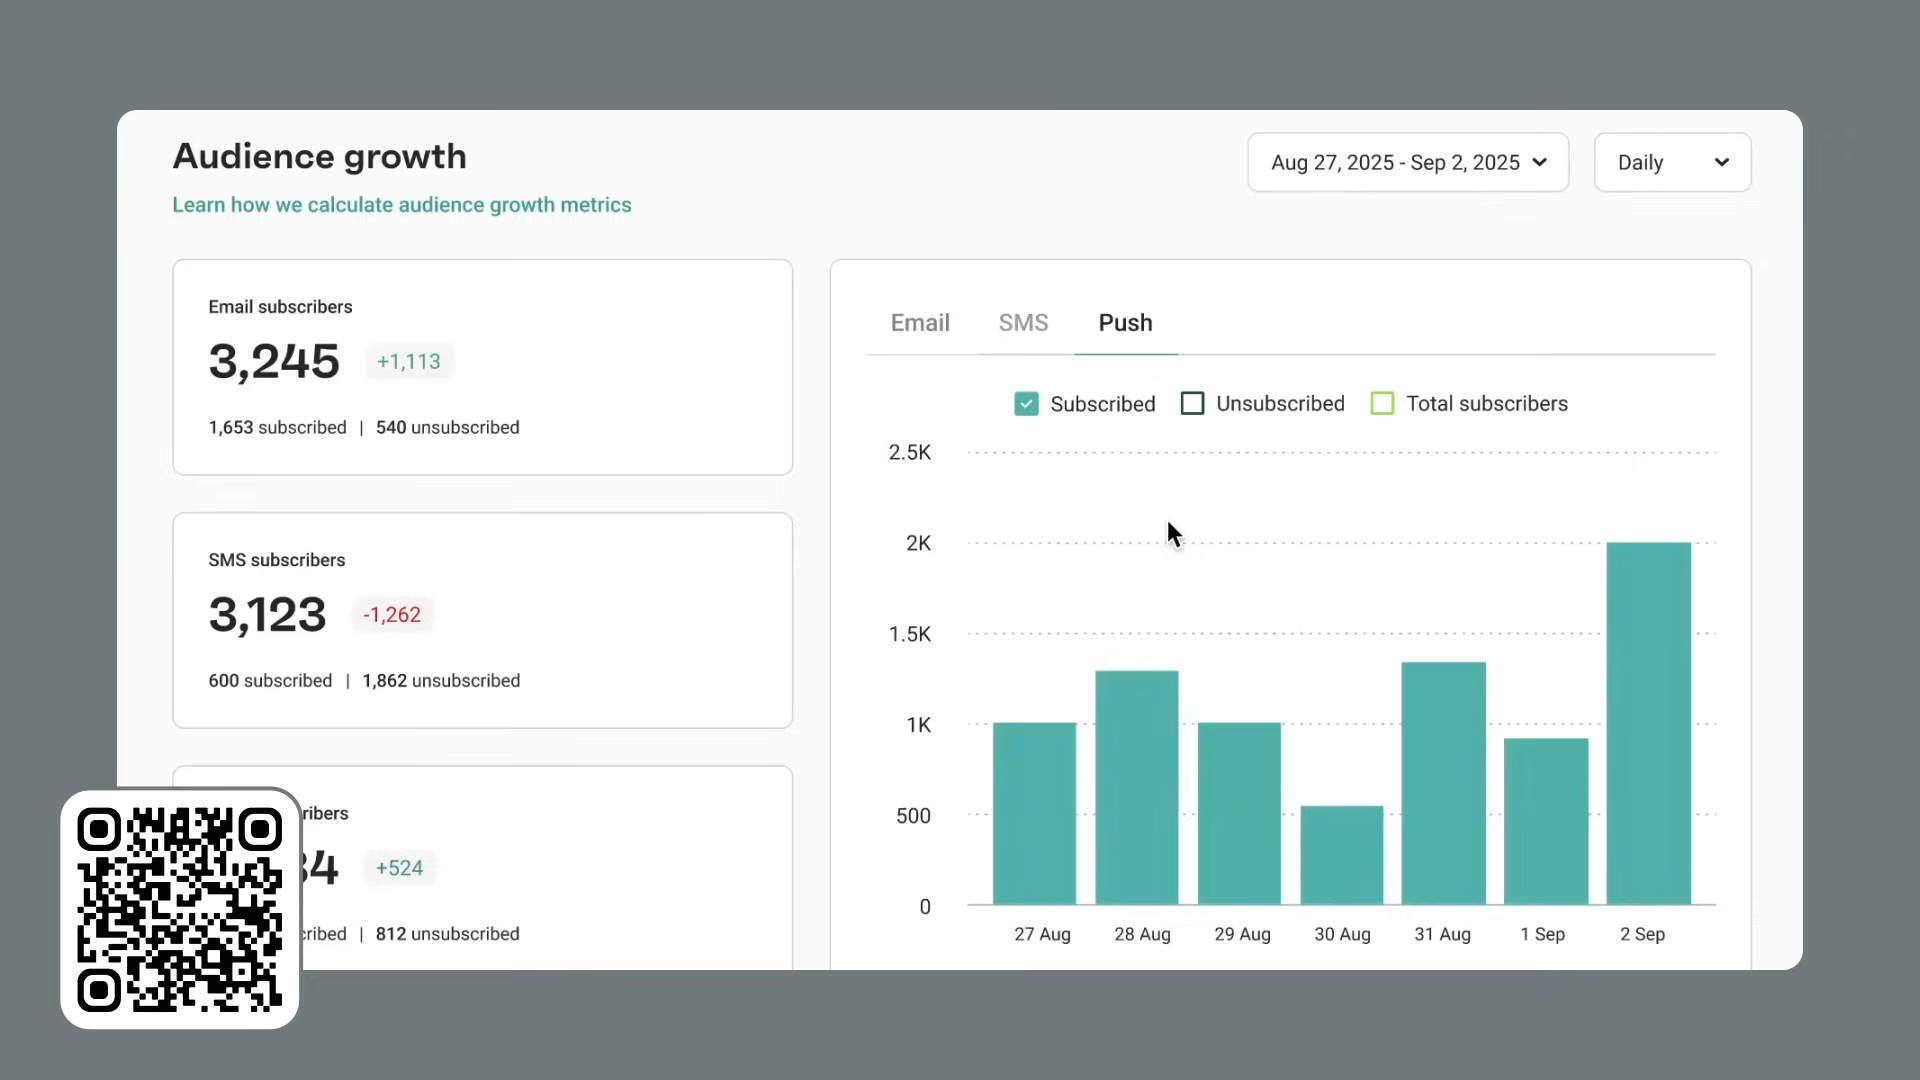 Audience growth
Learn how we calculate audience growth metrics
Aug 27, 2025 - Sep 2, 2025
Daily
Email subscribers
3,245 +1,113
1,653 subscribed | 540 unsubscribed
SMS subscribers
3,123 -1,262
600 subscribed | 1,862 unsubscribed
+524
| 812 unsubscribed
Email SMS Push
Subscribed Unsubscribed Total subscribers
2.5K
2K
1.5K
1K
500
0
27 Aug 28 Aug 29 Aug 30 Aug 31 Aug 1 Sep 2 Sep